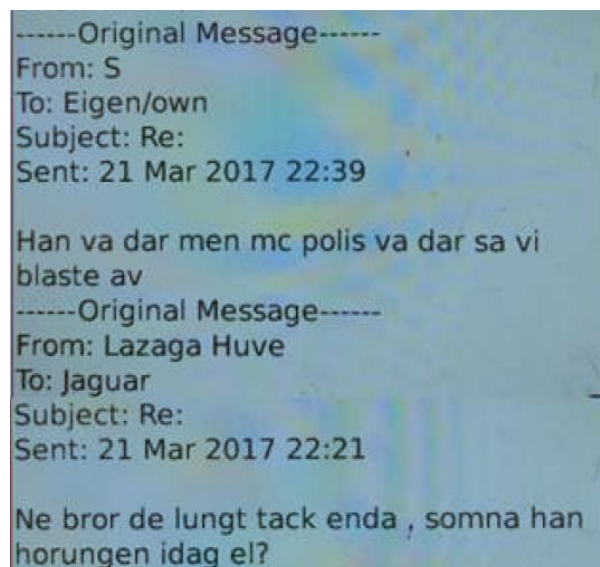 ------Original Message------
From: S
To: Eigen/own
Subject: Re:
Sent: 21 Mar 2017 22:39
Han va dar men mc polis va dar sa vi
blaste av
------Original Message------
From: Lazaga Huve
To: Jaguar
Subject: Re:
Sent: 21 Mar 2017 22:21
Ne bror de lungt tack enda , somna han
horungen idag el?